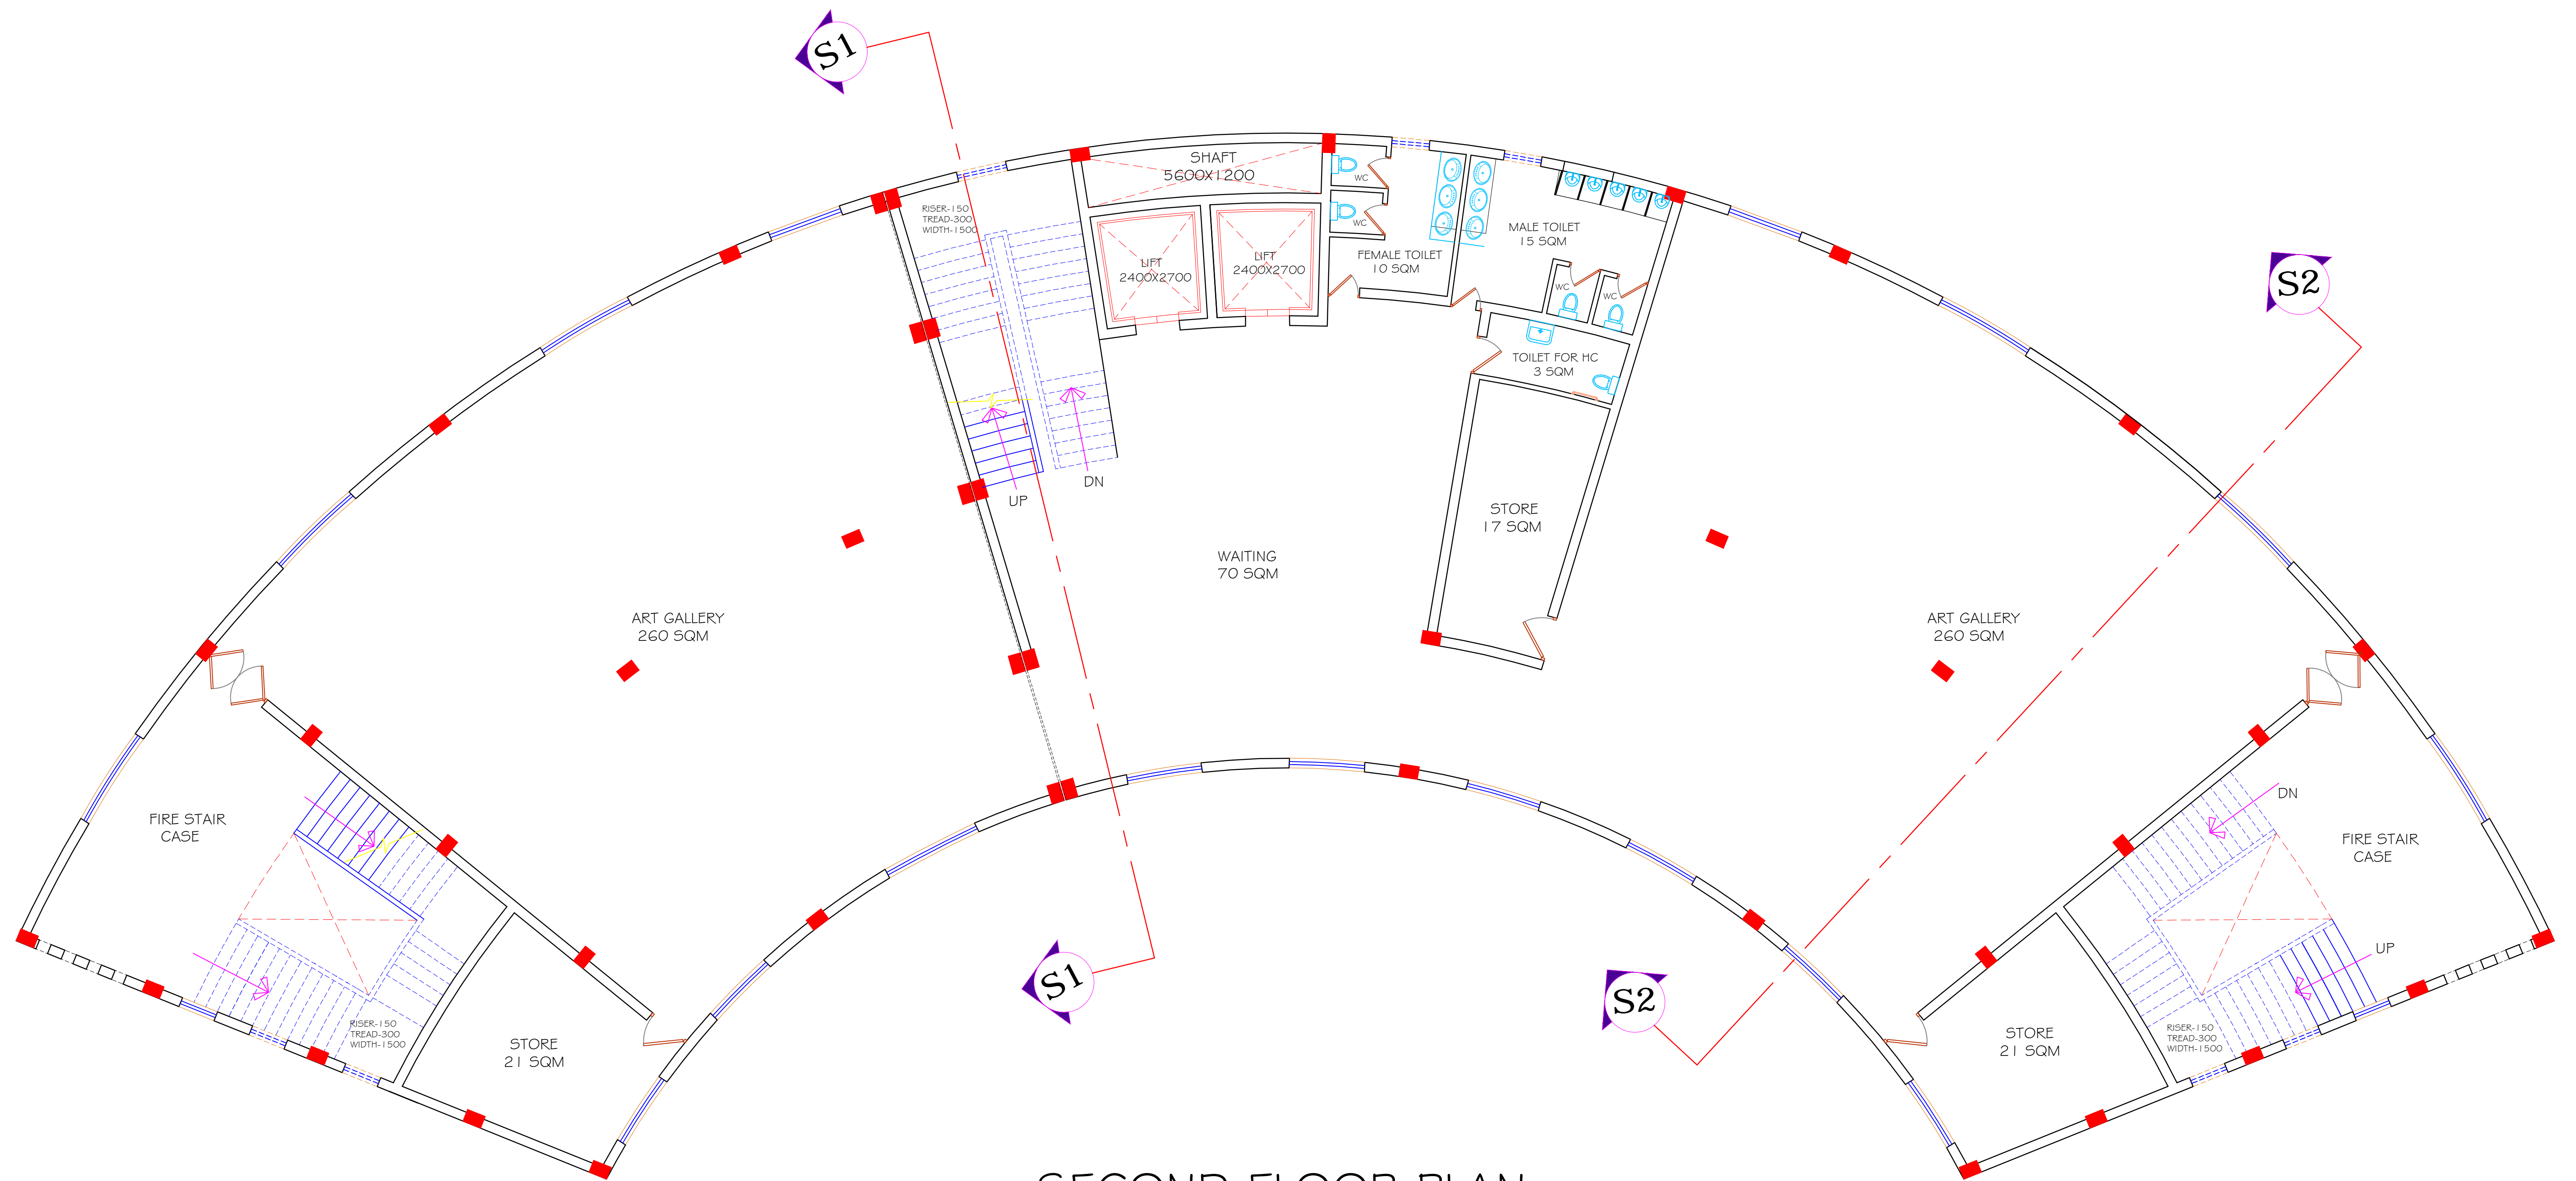 S1
SHAFT
5600X1200
RISER-150
TREAD-300
WIDTH-1500
WC
WC
MALE TOILET
15 SQM
FEMALE TOILET
10 SQM
LIFT
2400X2700
LIFT
2400X2700
S2
WC
WC
TOILET FOR HC
3 SQM
DN
UP
STORE
17 SQM
WAITING
70 SQM
ART GALLERY
260 SQM
ART GALLERY
260 SQM
FIRE STAIR
CASE
DN
FIRE STAIR
CASE
UP
S1
S2
RISER-150
TREAD-300
WIDTH-1500
STORE
21 SQM
STORE
21 SQM
RISER-150
TREAD-300
WIDTH-1500
SECOND FLOOR PLAN